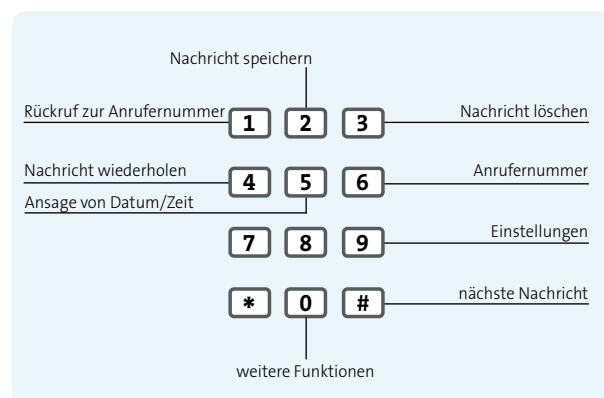 Nachricht speichern
Rückruf zur Anrufernummer 1 2 3 Nachricht löschen
Nachricht wiederholen 4 5 6 Anrufernummer
Ansage von Datum/Zeit
7 8 9 Einstellungen
* 0 # nächste Nachricht
weitere Funktionen